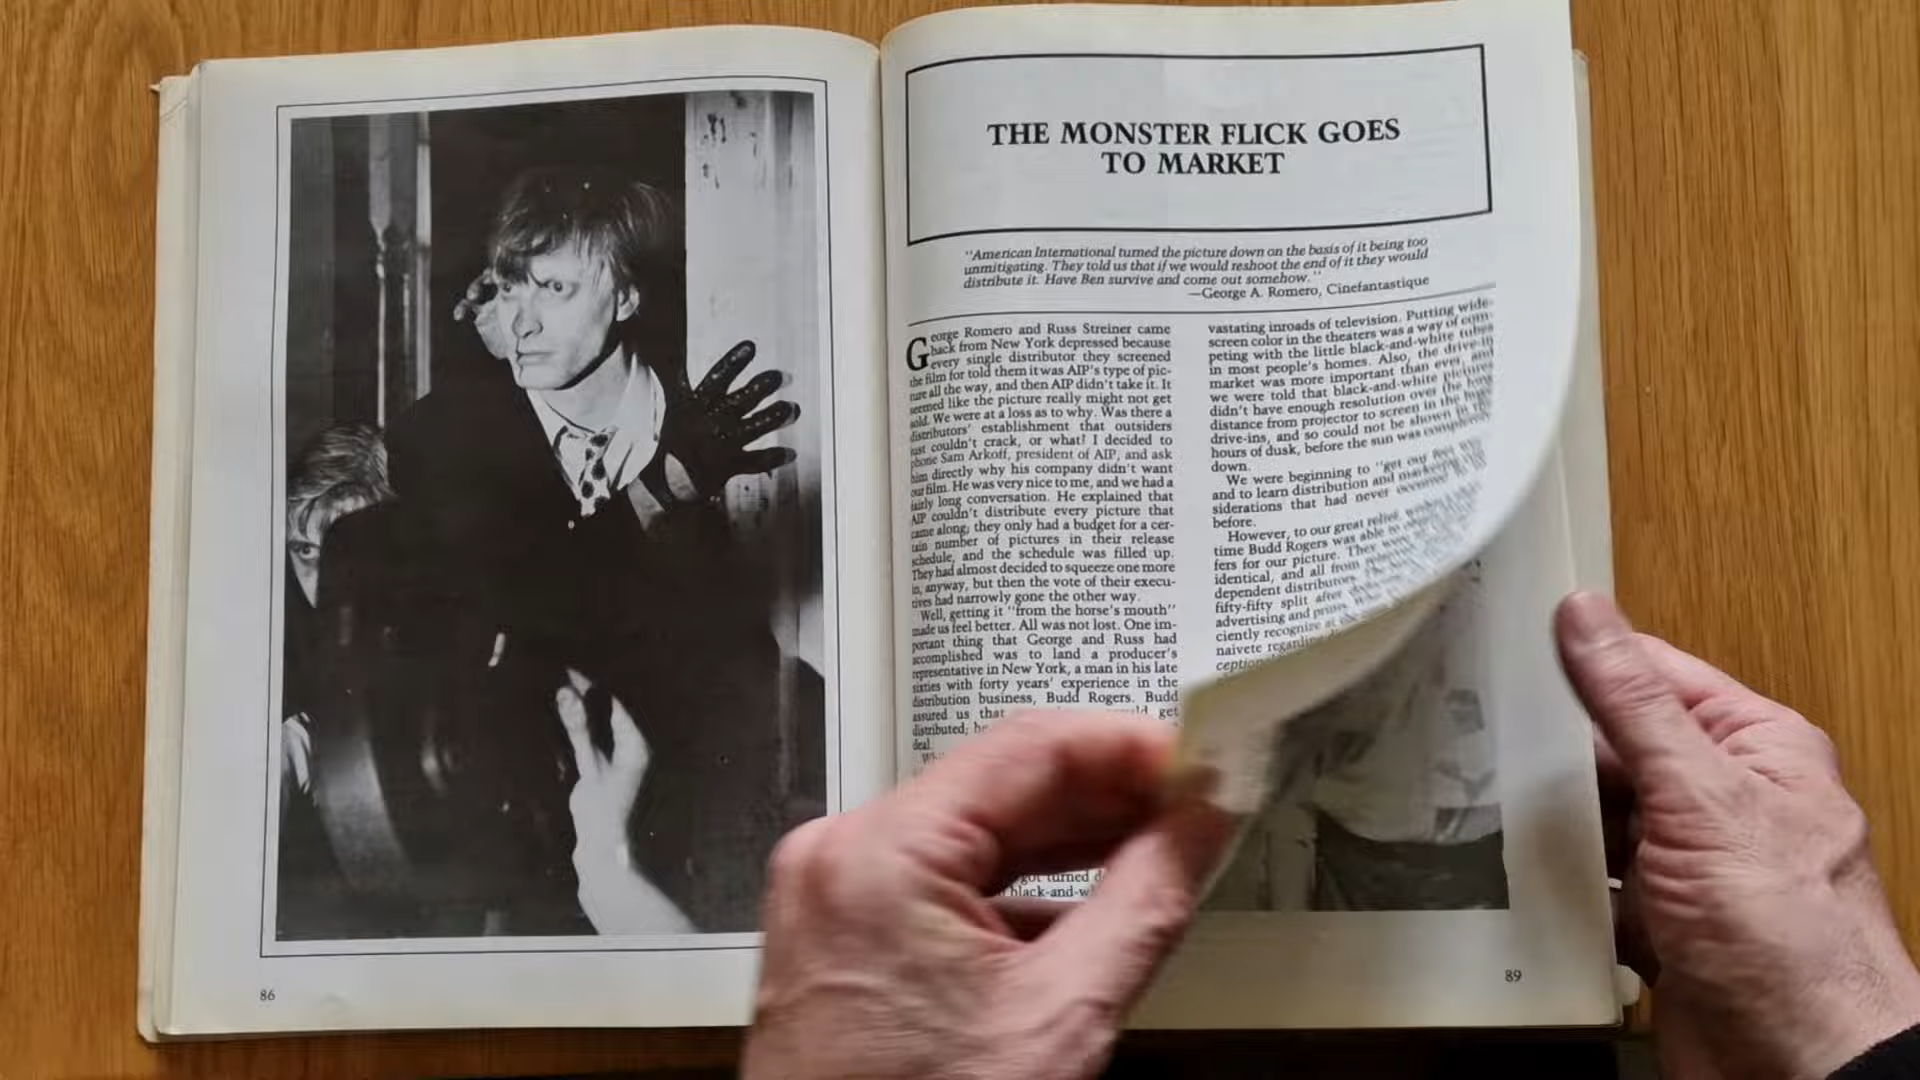 THE MONSTER FLICK GOES
TO MARKET
"American International turned the picture down on the basis of it being too
unmitigating. They told us that if we would reshoot the end of it they would
distribute it. Have Ben survive and come out somehow."
—George A. Romero, Cinefantastique
George Romero and Russ Streiner came
back from New York depressed because
every single distributor they screened
the film for told them it was AIP's type of pic-
ture all the way, and then AIP didn't take it. It
seemed like the picture really might not get
sold. We were at a loss as to why. Was there a
distributors' establishment that outsiders
just couldn't crack, or what? I decided to
phone Sam Arkoff, president of AIP, and ask
him directly why his company didn't want
our film. He was very nice to me, and we had a
fairly long conversation. He explained that
AIP couldn't distribute every picture that
came along; they only had a budget for a cer-
tain number of pictures in their release
schedule, and the schedule was filled up.
They had almost decided to squeeze one more
in, anyway, but then the vote of their execu-
tives had narrowly gone the other way.
Well, getting it "from the horse's mouth"
made us feel better. All was not lost. One im-
portant thing that George and Russ had
accomplished was to land a producer's
representative in New York, a man in his late
sixties with forty years' experience in the
distribution business, Budd Rogers. Budd
assured us that get
distributed; he
deal.
got turned
black-and-wh
vastating inroads of television. Putting wide-
screen color in the theaters was a way of com-
peting with the little black-and-white tubes
in most people's homes. Also, the drive-in
market was more important than ever, and
we were told that black-and-white pictures
didn't have enough resolution over the long
distance from projector to screen in the
drive-ins, and so could not be shown in the
hours of dusk, before the sun was completely
down.
We were beginning to "get our feet wet"
and to learn distribution and marketing con-
siderations that had never occurred
before.
However, to our great relief,
time Budd Rogers was able to
fers for our picture. They were
identical, and all from
dependent distributors.
fifty-fifty split after
advertising and prints.
ciently recognize
naivete regarding
86
89